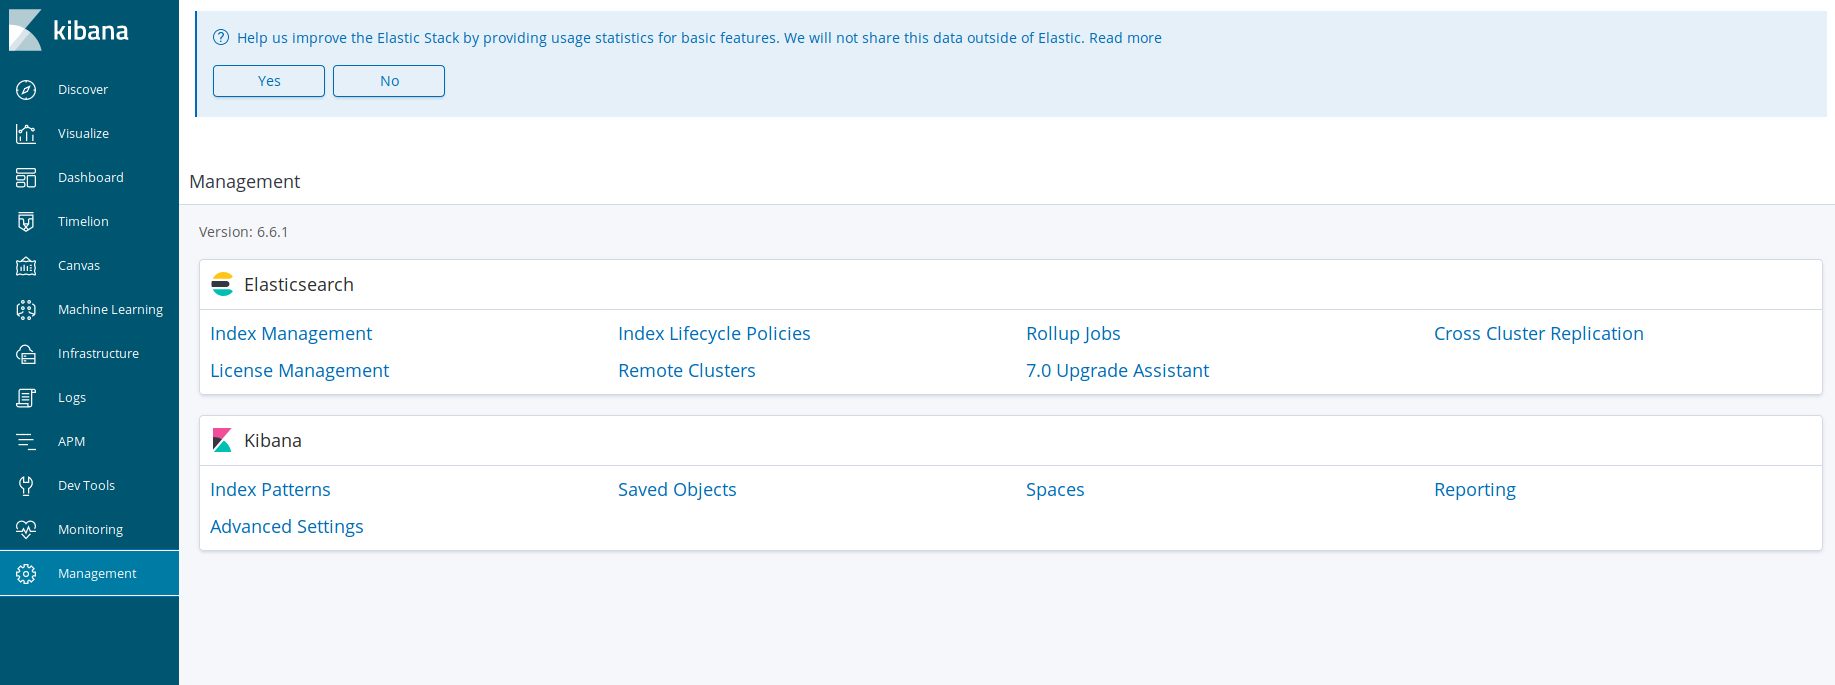 kibana
Discover
Visualize
Dashboard
Timelion
Canvas
Machine Learning
Infrastructure
Logs
APM
Dev Tools
Monitoring
Management
Help us improve the Elastic Stack by providing usage statistics for basic features. We will not share this data outside of Elastic. Read more
Yes No
Management
Version: 6.6.1
Elasticsearch
Index Management Index Lifecycle Policies Rollup Jobs Cross Cluster Replication
License Management Remote Clusters 7.0 Upgrade Assistant
Kibana
Index Patterns Saved Objects Spaces Reporting
Advanced Settings